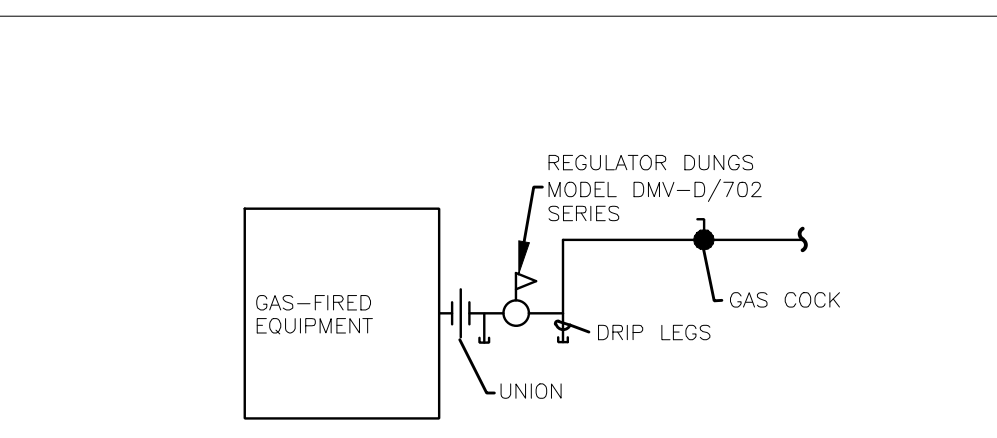 REGULATOR DUNGS
MODEL DMV-D/702
SERIES
GAS-FIRED
EQUIPMENT
GAS COCK
DRIP LEGS
UNION